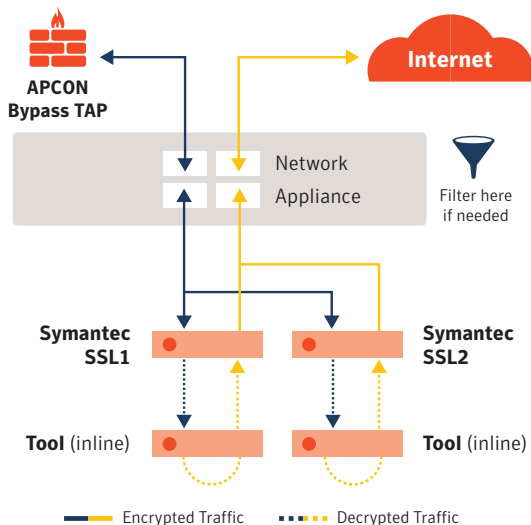 APCON
Bypass TAP
Internet
Network
Appliance
Filter here
if needed
Symantec
SSL1
Symantec
SSL2
Tool (inline)
Tool (inline)
Encrypted Traffic
Decrypted Traffic